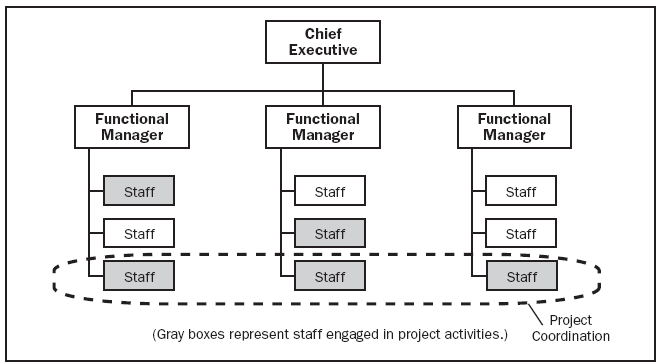 Chief
Executive
Functional
Manager
Functional
Manager
Functional
Manager
Staff
Staff
Staff
Staff
Staff
Staff
Staff
Staff
Staff
(Gray boxes represent staff engaged in project activities.)
Project
Coordination